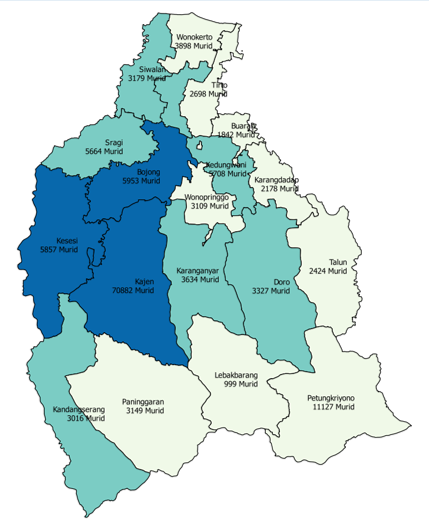 Wonokerto
3898 Murid
Siwalan
3179 Murid
Tirto
2698 Murid
Buaran
1842 Murid
Sragi
5664 Murid
Bojong
5953 Murid
Kedungwuni
5708 Murid
Karangdadap
2178 Murid
Wonopringgo
3109 Murid
Kesesi
5857 Murid
Kajen
70882 Murid
Karanganyar
3634 Murid
Doro
3327 Murid
Talun
2424 Murid
Lebakbarang
999 Murid
Paninggaran
3149 Murid
Petungkriyono
11127 Murid
Kandangserang
3016 Murid